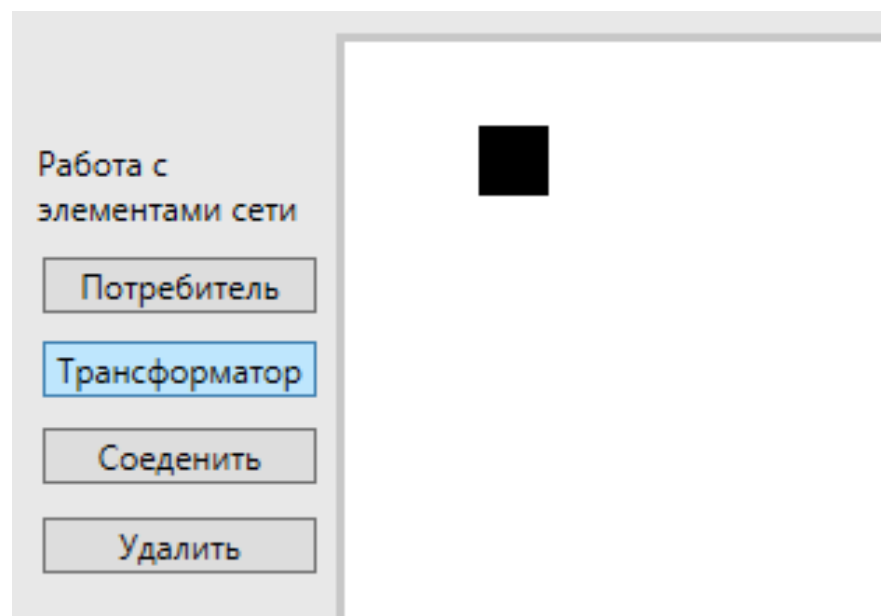 Работа с
элементами сети
Потребитель
Трансформатор
Соеденить
Удалить